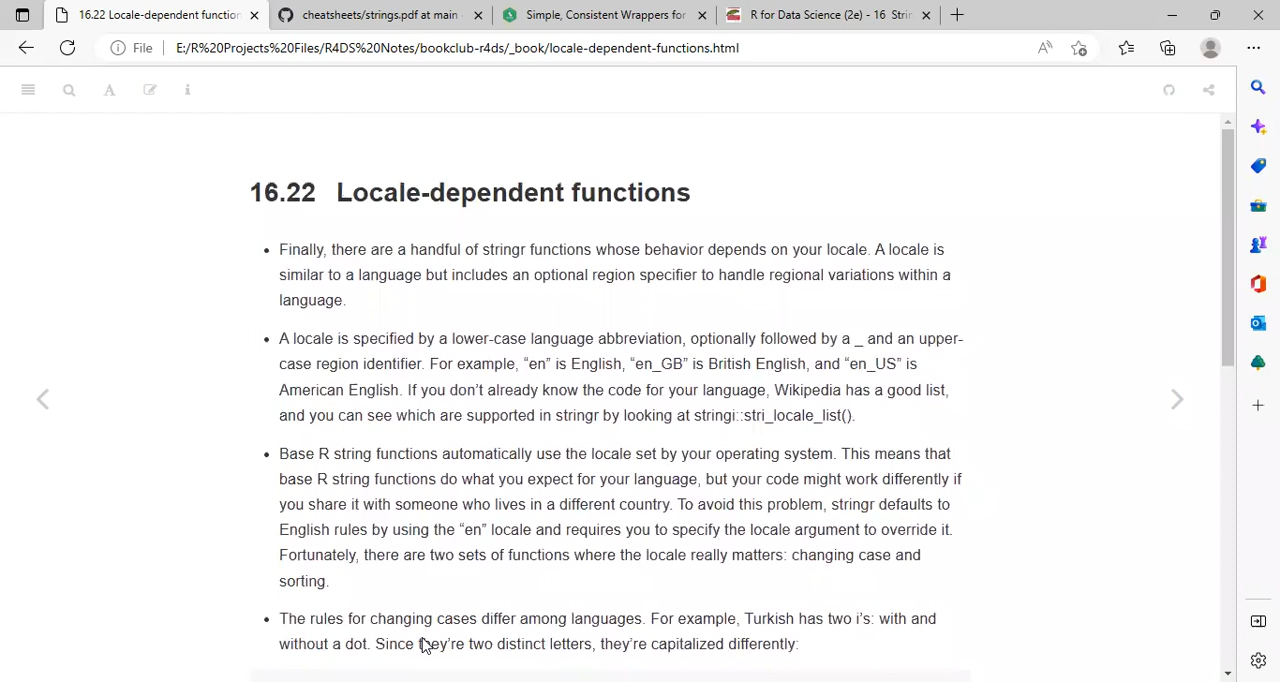 16.22 Locale-dependent function
cheatsheets/strings.pdf at main ·
Simple, Consistent Wrappers for
R for Data Science (2e) - 16 Strin
File
E:/R%20Projects%20Files/R4DS%20Notes/bookclub-r4ds/_book/locale-dependent-functions.html
16.22 Locale-dependent functions
• Finally, there are a handful of stringr functions whose behavior depends on your locale. A locale is
similar to a language but includes an optional region specifier to handle regional variations within a
language.
• A locale is specified by a lower-case language abbreviation, optionally followed by a _ and an upper-
case region identifier. For example, “en” is English, “en_GB” is British English, and “en_US” is
American English. If you don’t already know the code for your language, Wikipedia has a good list,
and you can see which are supported in stringr by looking at stringi::stri_locale_list().
• Base R string functions automatically use the locale set by your operating system. This means that
base R string functions do what you expect for your language, but your code might work differently if
you share it with someone who lives in a different country. To avoid this problem, stringr defaults to
English rules by using the “en” locale and requires you to specify the locale argument to override it.
Fortunately, there are two sets of functions where the locale really matters: changing case and
sorting.
• The rules for changing cases differ among languages. For example, Turkish has two i’s: with and
without a dot. Since they’re two distinct letters, they’re capitalized differently: